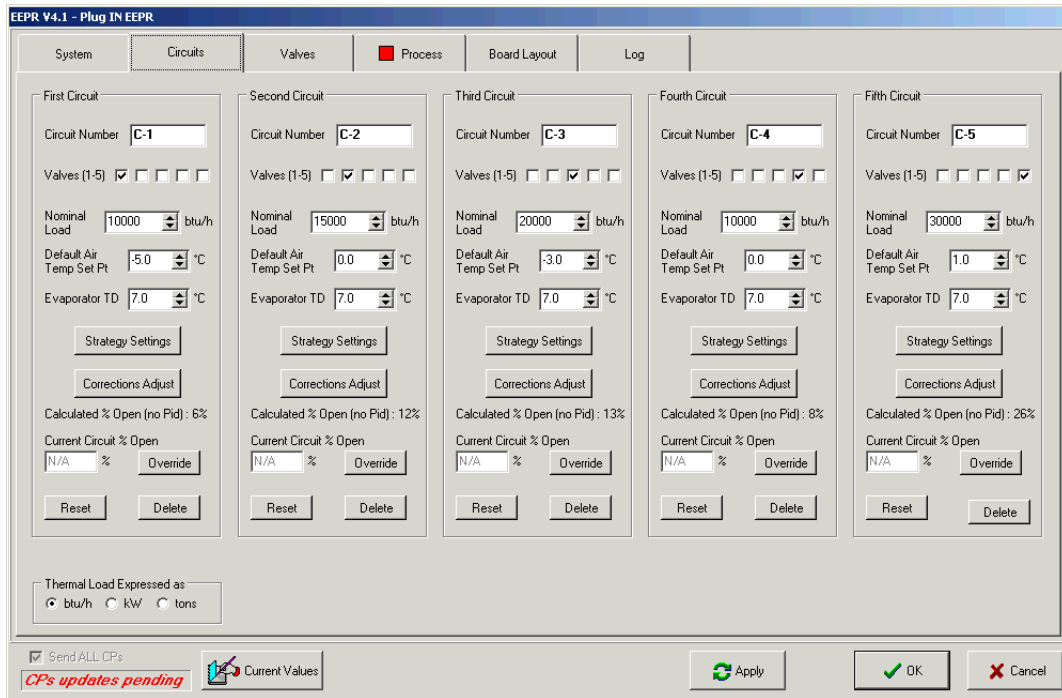 EEPR V4.1 - Plug IN EEPR
System Circuits Valves Process Board Layout Log
First Circuit
Circuit Number C-1
Valves (1-5)
Nominal Load 10000 btu/h
Default Air Temp Set Pt -5.0 °C
Evaporator TD 7.0 °C
Strategy Settings
Corrections Adjust
Calculated % Open (no Pid) : 6%
Current Circuit % Open
N/A % Override
Reset Delete
Second Circuit
Circuit Number C-2
Valves (1-5)
Nominal Load 15000 btu/h
Default Air Temp Set Pt 0.0 °C
Evaporator TD 7.0 °C
Strategy Settings
Corrections Adjust
Calculated % Open (no Pid) : 12%
Current Circuit % Open
N/A % Override
Reset Delete
Third Circuit
Circuit Number C-3
Valves (1-5)
Nominal Load 20000 btu/h
Default Air Temp Set Pt -3.0 °C
Evaporator TD 7.0 °C
Strategy Settings
Corrections Adjust
Calculated % Open (no Pid) : 13%
Current Circuit % Open
N/A % Override
Reset Delete
Fourth Circuit
Circuit Number C-4
Valves (1-5)
Nominal Load 10000 btu/h
Default Air Temp Set Pt 0.0 °C
Evaporator TD 7.0 °C
Strategy Settings
Corrections Adjust
Calculated % Open (no Pid) : 8%
Current Circuit % Open
N/A % Override
Reset Delete
Fifth Circuit
Circuit Number C-5
Valves (1-5)
Nominal Load 30000 btu/h
Default Air Temp Set Pt 1.0 °C
Evaporator TD 7.0 °C
Strategy Settings
Corrections Adjust
Calculated % Open (no Pid) : 26%
Current Circuit % Open
N/A % Override
Reset Delete
Thermal Load Expressed as
btu/h kW tons
Send ALL CPs
CPs updates pending
Current Values
Apply
OK
Cancel